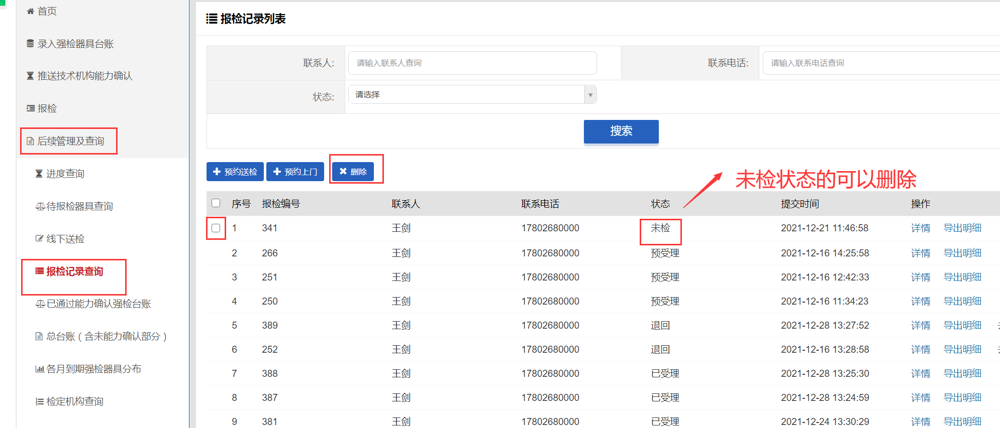 首页
录入强检器具台账
推送技术机构能力确认
报检
后续管理及查询
进度查询
待报检器具查询
线下送检
报检记录查询
已通过能力确认强检台账
总台账（含未能力确认部分）
各月到期强检器具分布
检定机构查询
报检记录列表
联系人: 请输入联系人查询 联系电话: 请输入联系电话查询
状态: 请选择
搜索
预约送检 预约上门 删除
未检状态的可以删除
序号 报检编号 联系人 联系电话 状态 提交时间 操作
1 341 王剑 17802680000 未检 2021-12-21 11:46:58 详情 导出明细
2 266 王剑 17802680000 预受理 2021-12-16 14:25:58 详情 导出明细
3 251 王剑 17802680000 预受理 2021-12-16 12:42:33 详情 导出明细
4 250 王剑 17802680000 预受理 2021-12-16 11:34:23 详情 导出明细
5 389 王剑 17802680000 退回 2021-12-28 13:27:52 详情 导出明细
6 252 王剑 17802680000 退回 2021-12-16 13:28:58 详情 导出明细
7 388 王剑 17802680000 已受理 2021-12-28 13:25:30 详情 导出明细
8 387 王剑 17802680000 已受理 2021-12-28 13:24:59 详情 导出明细
9 381 王剑 17802680000 已受理 2021-12-24 13:30:29 详情 导出明细